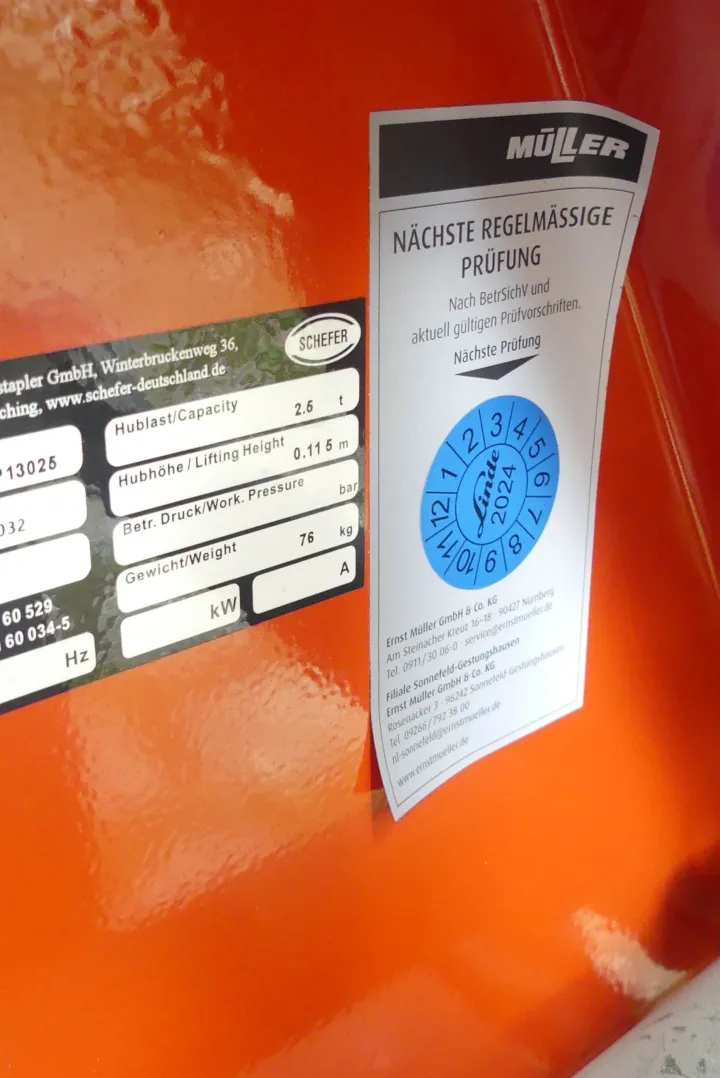 stapler GmbH, Winterbruckenweg 36,
ching, www.schefer-deutschland.de
SCHEFER
13025
032
60 529
60 034-5
Hz
Hublast/Capacity 2.5 t
Hubhöhe / Lifting Height 0.115 m
Betr. Druck/Work. Pressure bar
Gewicht/Weight 76 kg
kW
A
MÜLLER
NÄCHSTE REGELMÄSSIGE
PRÜFUNG
Nach BetrSichV und
aktuell gültigen Prüfvorschriften.
Nächste Prüfung
1 2 3 4 5 6 7 8 9 10 11 12
Linde
2024
Ernst Müller GmbH & Co. KG
Am Steinacher Kreuz 16-18 · 90427 Nürnberg
Tel. 0911/30 06-0 · service@ernstmueller.de
Filiale Sonnefeld-Gestungshausen
Ernst Müller GmbH & Co. KG
Rosenacker 3 · 96242 Sonnefeld-Gestungshausen
Tel 09266/792 38 00
nl-sonnefeld@ernstmueller.de
www.ernstmueller.de